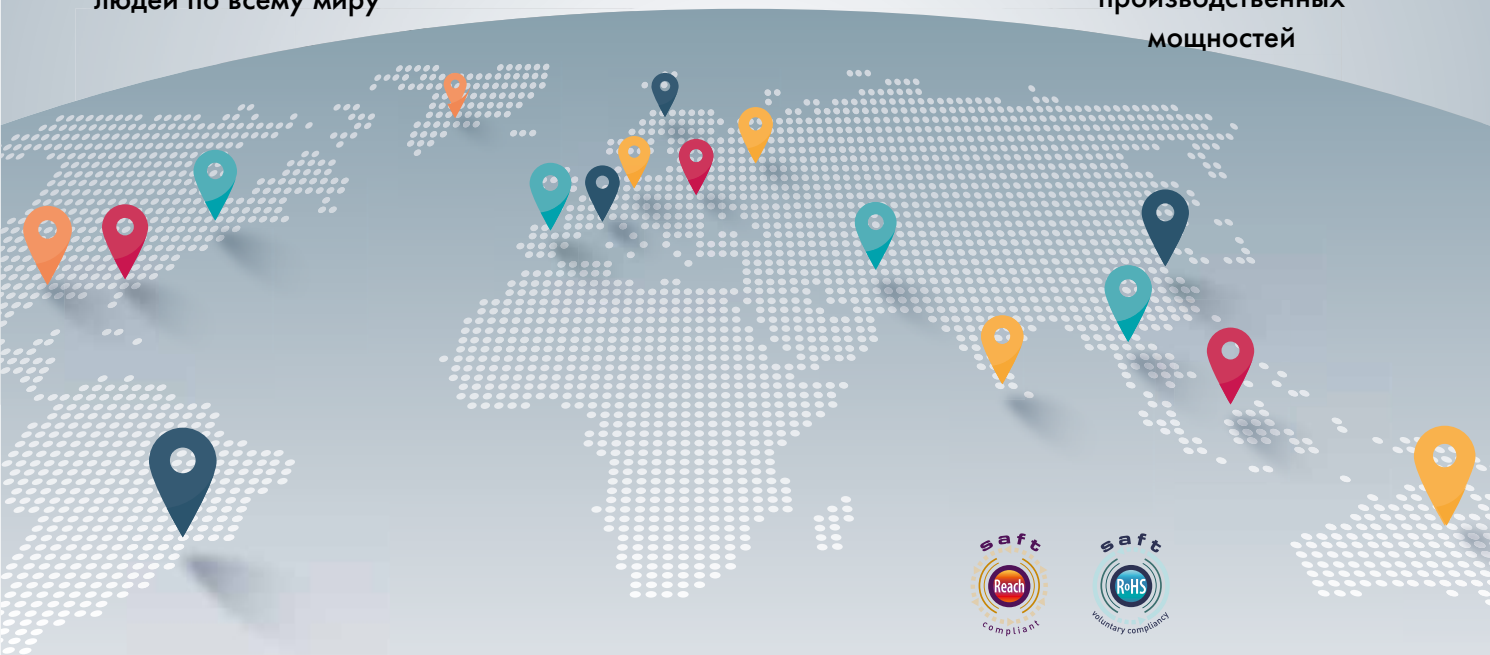 людей по всему миру
производственных
мощностей
saft
Reach
compliant
saft
RoHS
voluntary compliancy